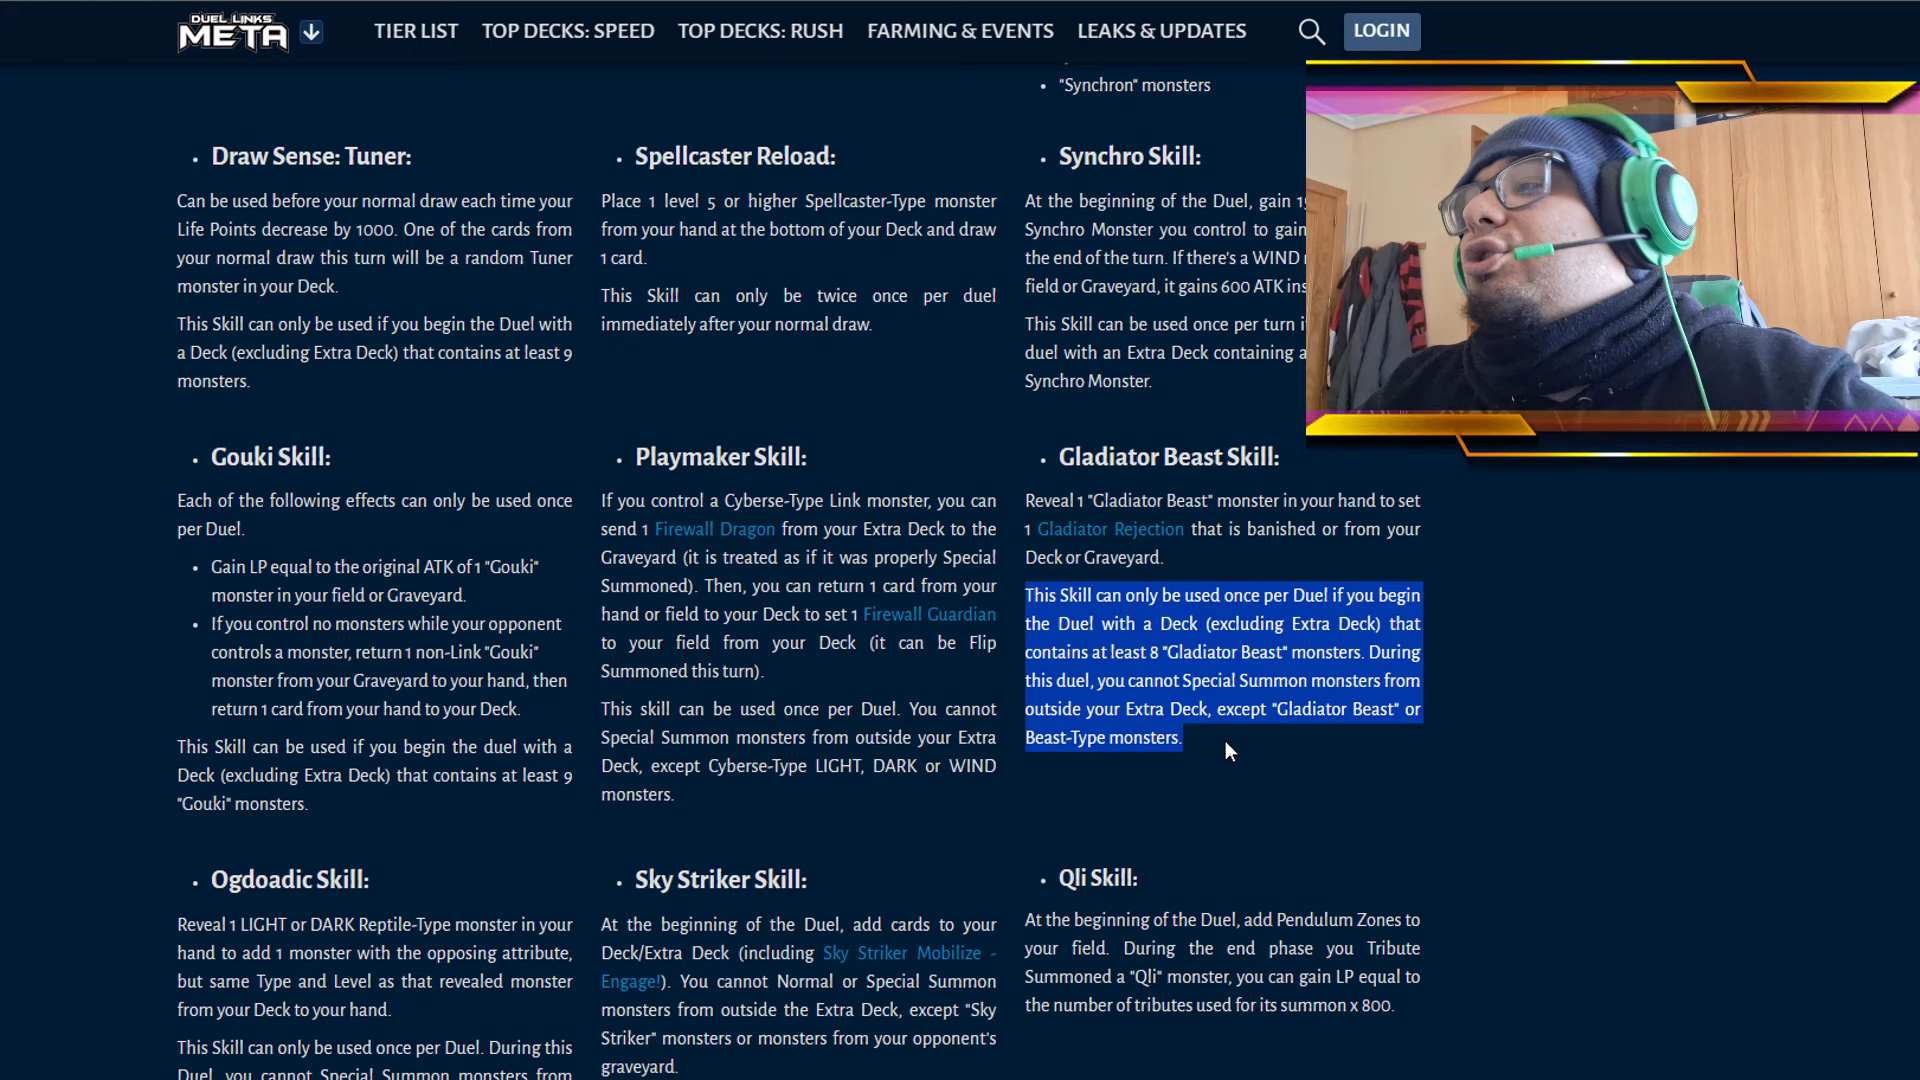 DUEL LINKS
META
TIER LIST
TOP DECKS: SPEED
TOP DECKS: RUSH
FARMING & EVENTS
LEAKS & UPDATES
LOGIN
• "Synchron" monsters
• Draw Sense: Tuner:
Can be used before your normal draw each time your
Life Points decrease by 1000. One of the cards from
your normal draw this turn will be a random Tuner
monster in your Deck.
This Skill can only be used if you begin the Duel with
a Deck (excluding Extra Deck) that contains at least 9
monsters.
• Spellcaster Reload:
Place 1 level 5 or higher Spellcaster-Type monster
from your hand at the bottom of your Deck and draw
1 card.
This Skill can only be twice once per duel
immediately after your normal draw.
• Synchro Skill:
At the beginning of the Duel, gain
Synchro Monster you control to gain
the end of the turn. If there's a WIND
field or Graveyard, it gains 600 ATK
This Skill can be used once per turn
duel with an Extra Deck containing
Synchro Monster.
• Gouki Skill:
Each of the following effects can only be used once
per Duel.
• Gain LP equal to the original ATK of 1 "Gouki"
monster in your field or Graveyard.
• If you control no monsters while your opponent
controls a monster, return 1 non-Link "Gouki"
monster from your Graveyard to your hand, then
return 1 card from your hand to your Deck.
This Skill can be used if you begin the duel with a
Deck (excluding Extra Deck) that contains at least 9
"Gouki" monsters.
• Playmaker Skill:
If you control a Cyberse-Type Link monster, you can
send 1 Firewall Dragon from your Extra Deck to the
Graveyard (it is treated as if it was properly Special
Summoned). Then, you can return 1 card from your
hand or field to your Deck to set 1 Firewall Guardian
to your field from your Deck (it can be Flip
Summoned this turn).
This skill can be used once per Duel. You cannot
Special Summon monsters from outside your Extra
Deck, except Cyberse-Type LIGHT, DARK or WIND
monsters.
• Gladiator Beast Skill:
Reveal 1 "Gladiator Beast" monster in your hand to set
1 Gladiator Rejection that is banished or from your
Deck or Graveyard.
This Skill can only be used once per Duel if you begin
the Duel with a Deck (excluding Extra Deck) that
contains at least 8 "Gladiator Beast" monsters. During
this duel, you cannot Special Summon monsters from
outside your Extra Deck, except "Gladiator Beast" or
Beast-Type monsters.
• Ogdoadic Skill:
Reveal 1 LIGHT or DARK Reptile-Type monster in your
hand to add 1 monster with the opposing attribute,
but same Type and Level as that revealed monster
from your Deck to your hand.
This Skill can only be used once per Duel. During this
Duel, you cannot Special Summon monsters from
• Sky Striker Skill:
At the beginning of the Duel, add cards to your
Deck/Extra Deck (including Sky Striker Mobilize -
Engage!). You cannot Normal or Special Summon
monsters from outside the Extra Deck, except "Sky
Striker" monsters or monsters from your opponent's
graveyard.
• Qli Skill:
At the beginning of the Duel, add Pendulum Zones to
your field. During the end phase you Tribute
Summoned a "Qli" monster, you can gain LP equal to
the number of tributes used for its summon x 800.